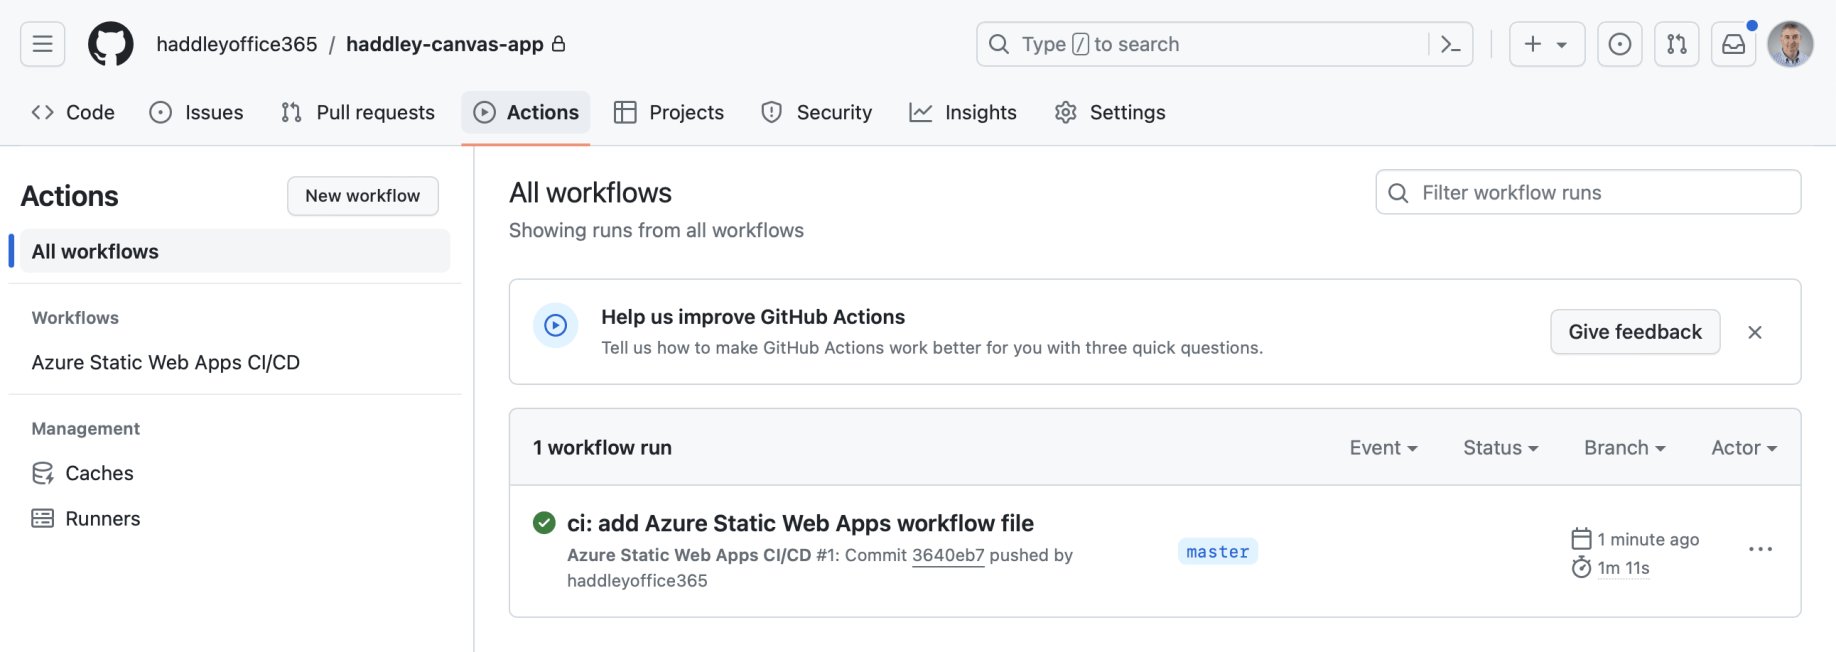 haddleyoffice365 / haddley-canvas-app
Type / to search
Code Issues Pull requests Actions Projects Security Insights Settings
Actions
New workflow
All workflows
Workflows
Azure Static Web Apps CI/CD
Management
Caches
Runners
All workflows
Showing runs from all workflows
Filter workflow runs
Help us improve GitHub Actions
Tell us how to make GitHub Actions work better for you with three quick questions.
Give feedback
1 workflow run
Event Status Branch Actor
ci: add Azure Static Web Apps workflow file
Azure Static Web Apps CI/CD #1: Commit 3640eb7 pushed by
haddleyoffice365
master
1 minute ago
1m 11s